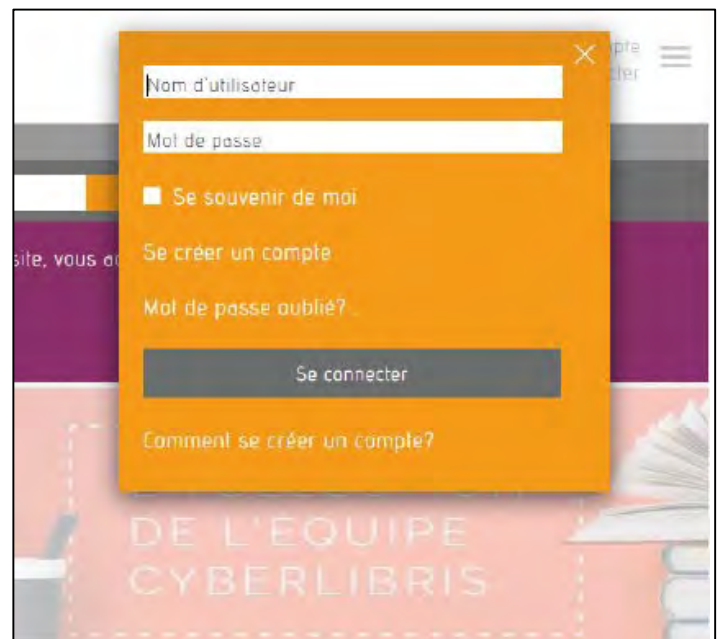 Nom d'utilisateur
Mot de passe
Se souvenir de moi
site, vous
Se créer un compte
Mot de passe oublié?
Se connecter
Comment se créer un compte?
DE L'EQUIPE
CYBERLIBRIS